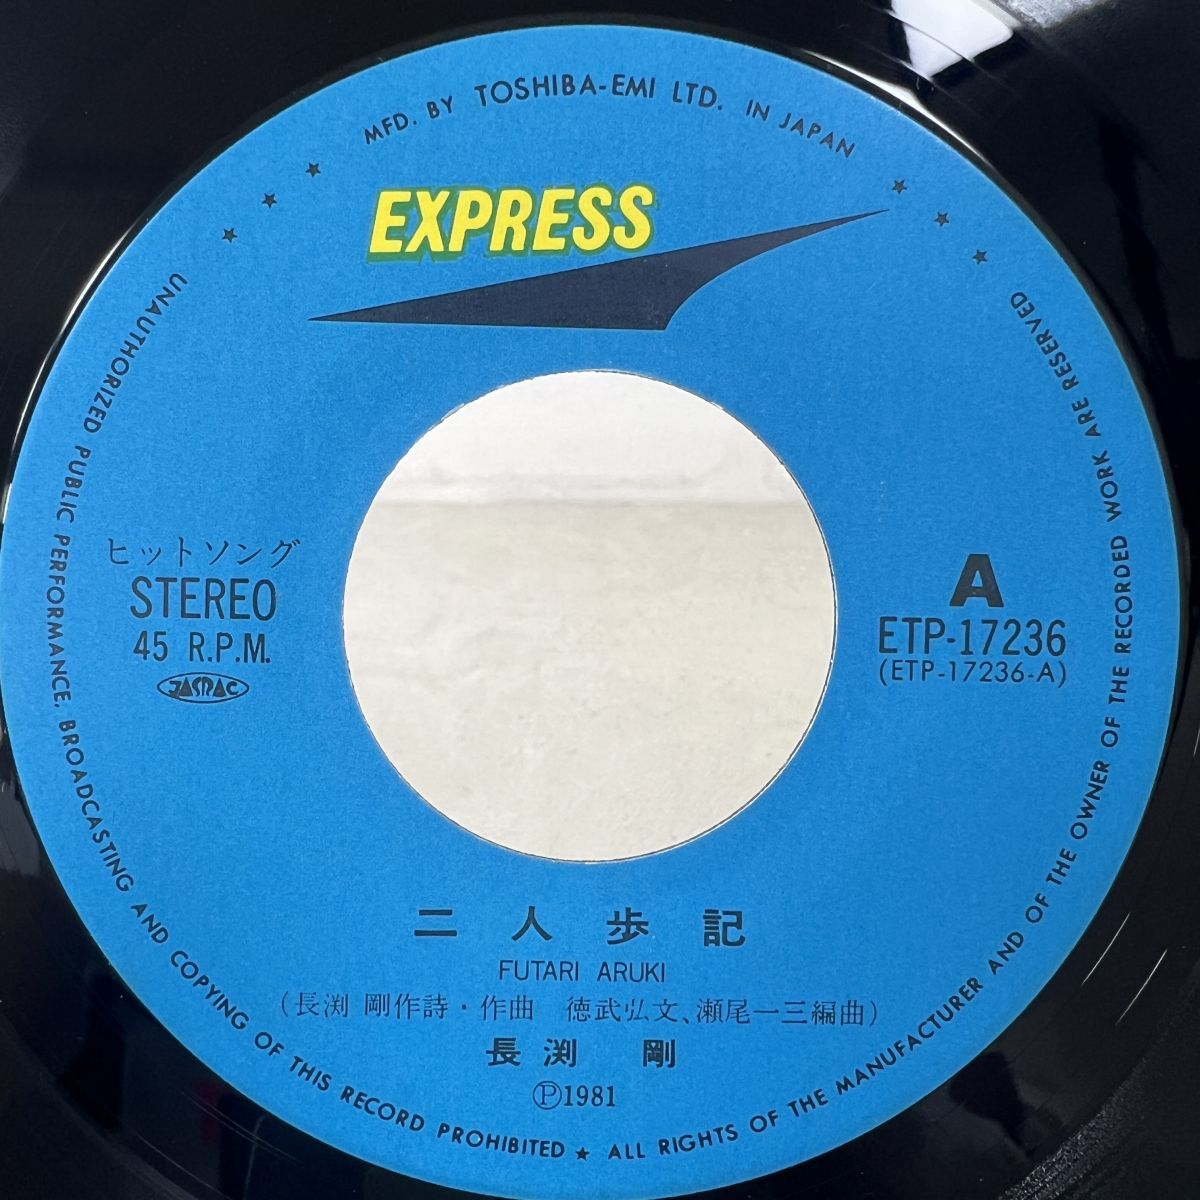 MFD. BY TOSHIBA-EMI LTD. IN JAPAN
★ ★ ★
★ ★ ★
EXPRESS
ヒットソング
STEREO
45 R.P.M.
JASRAC
A
ETP-17236
(ETP-17236-A)
二人歩記
FUTARI ARUKI
(長渕 剛作詩・作曲 徳武弘文、瀬尾一三編曲)
長渕 剛
Ⓟ1981
UNAUTHORIZED PUBLIC PERFORMANCE, BROADCASTING AND COPYING OF THIS RECORD PROHIBITED ★ ALL RIGHTS OF THE MANUFACTURER AND OF THE OWNER OF THE RECORDED WORK ARE RESERVED